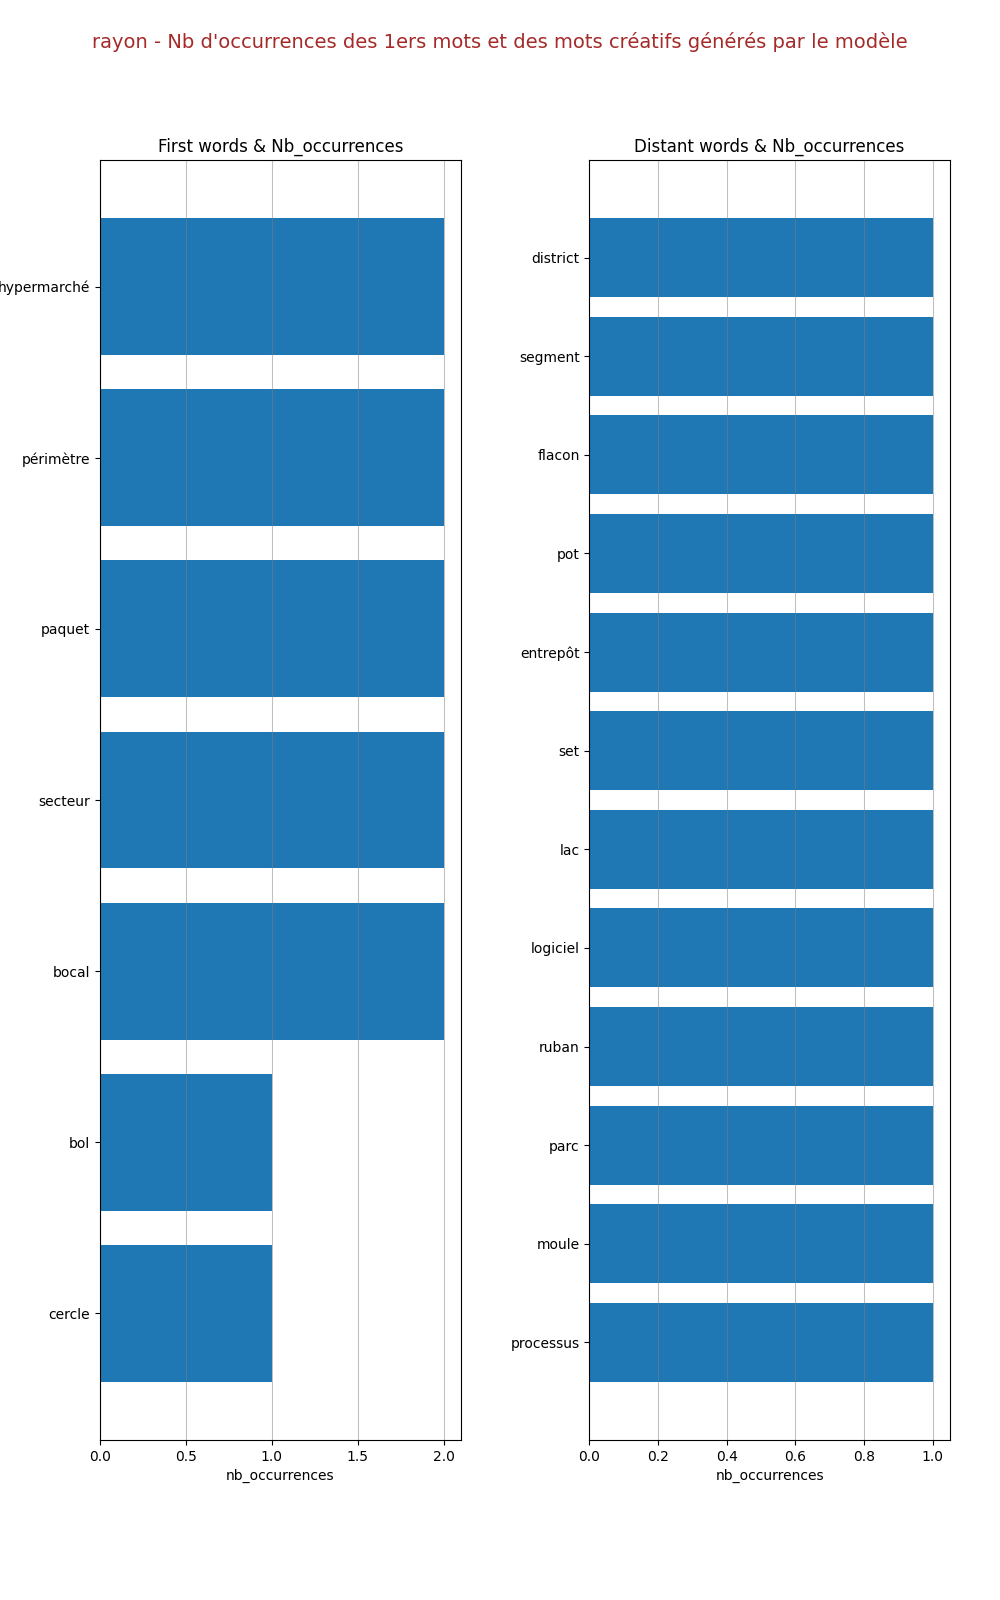 rayon - Nb d'occurrences des 1ers mots et des mots créatifs générés par le modèle
First words & Nb_occurrences
hypermarché
périmètre
paquet
secteur
bocal
bol
cercle
0.0 0.5 1.0 1.5 2.0
nb_occurrences
Distant words & Nb_occurrences
district
segment
flacon
pot
entrepôt
set
lac
logiciel
ruban
parc
moule
processus
0.0 0.2 0.4 0.6 0.8 1.0
nb_occurrences